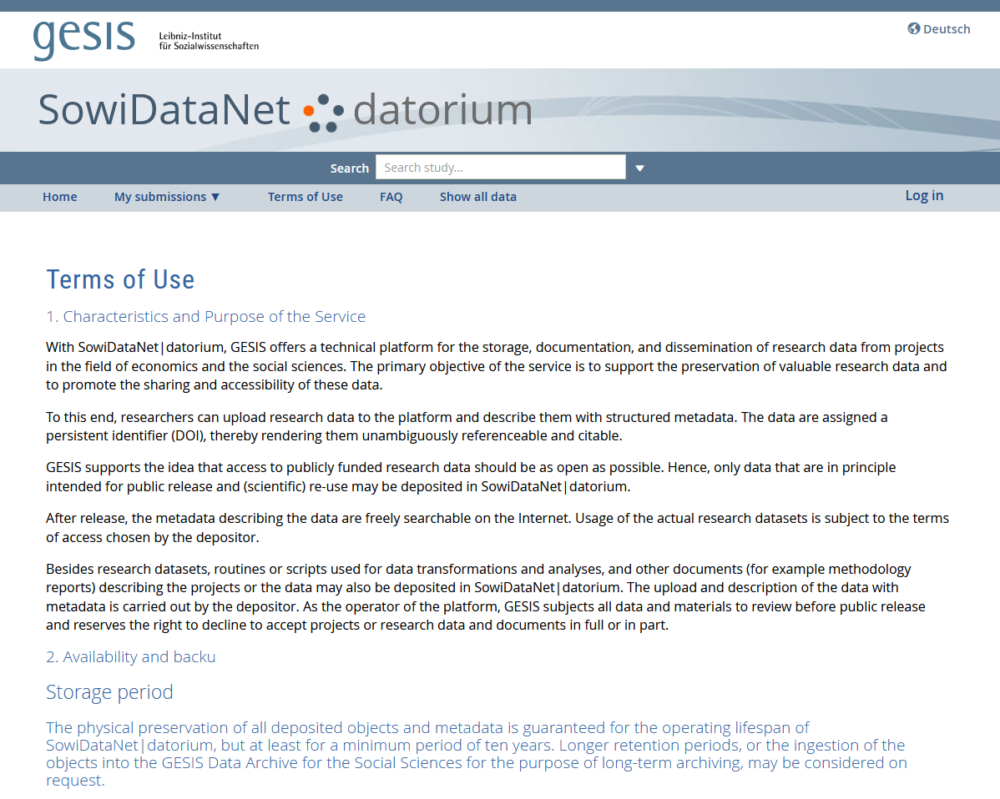 gesis
Leibniz-Institut
für Sozialwissenschaften
Deutsch
SowiDataNet datorium
Search Search study...
Home My submissions ▼ Terms of Use FAQ Show all data Log in
Terms of Use
1. Characteristics and Purpose of the Service
With SowiDataNet|datorium, GESIS offers a technical platform for the storage, documentation, and dissemination of research data from projects
in the field of economics and the social sciences. The primary objective of the service is to support the preservation of valuable research data and
to promote the sharing and accessibility of these data.
To this end, researchers can upload research data to the platform and describe them with structured metadata. The data are assigned a
persistent identifier (DOI), thereby rendering them unambiguously referenceable and citable.
GESIS supports the idea that access to publicly funded research data should be as open as possible. Hence, only data that are in principle
intended for public release and (scientific) re-use may be deposited in SowiDataNet|datorium.
After release, the metadata describing the data are freely searchable on the Internet. Usage of the actual research datasets is subject to the terms
of access chosen by the depositor.
Besides research datasets, routines or scripts used for data transformations and analyses, and other documents (for example methodology
reports) describing the projects or the data may also be deposited in SowiDataNet|datorium. The upload and description of the data with
metadata is carried out by the depositor. As the operator of the platform, GESIS subjects all data and materials to review before public release
and reserves the right to decline to accept projects or research data and documents in full or in part.
2. Availability and backu
Storage period
The physical preservation of all deposited objects and metadata is guaranteed for the operating lifespan of
SowiDataNet|datorium, but at least for a minimum period of ten years. Longer retention periods, or the ingestion of the
objects into the GESIS Data Archive for the Social Sciences for the purpose of long-term archiving, may be considered on
request.